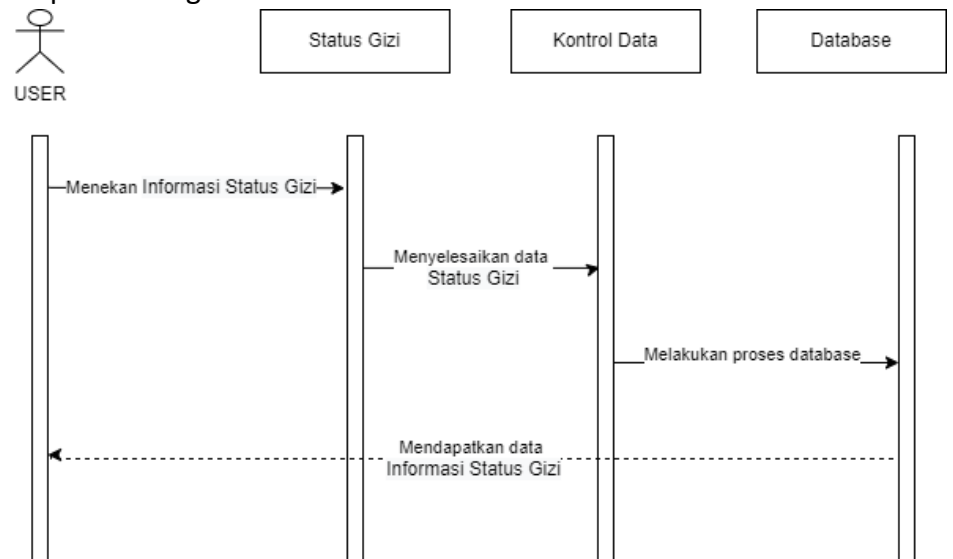 USER
Status Gizi
Kontrol Data
Database
Menekan Informasi Status Gizi
Menyelesaikan data
Status Gizi
Melakukan proses database
Mendapatkan data
Informasi Status Gizi